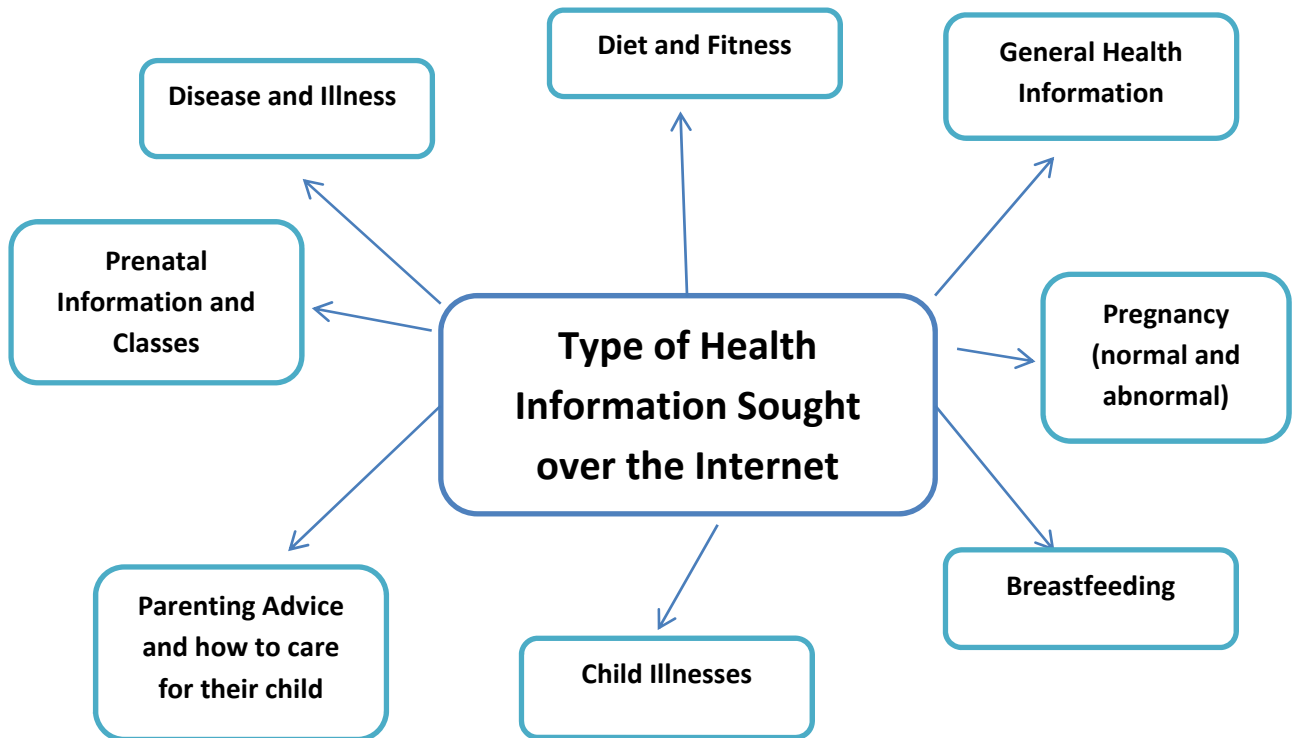 Diet and Fitness
General Health
Information
Disease and Illness
Prenatal
Information and
Classes
Type of Health
Information Sought
over the Internet
Pregnancy
(normal and
abnormal)
Parenting Advice
and how to care
for their child
Child Illnesses
Breastfeeding